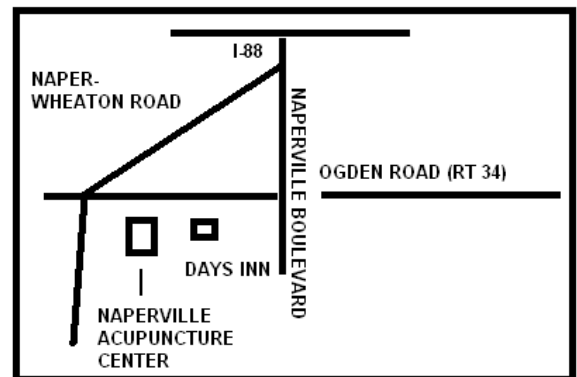 I-88
NAPER-
WHEATON ROAD
NAPERVILLE BOULEVARD
OGDEN ROAD (RT 34)
DAYS INN
NAPERVILLE
ACUPUNCTURE
CENTER